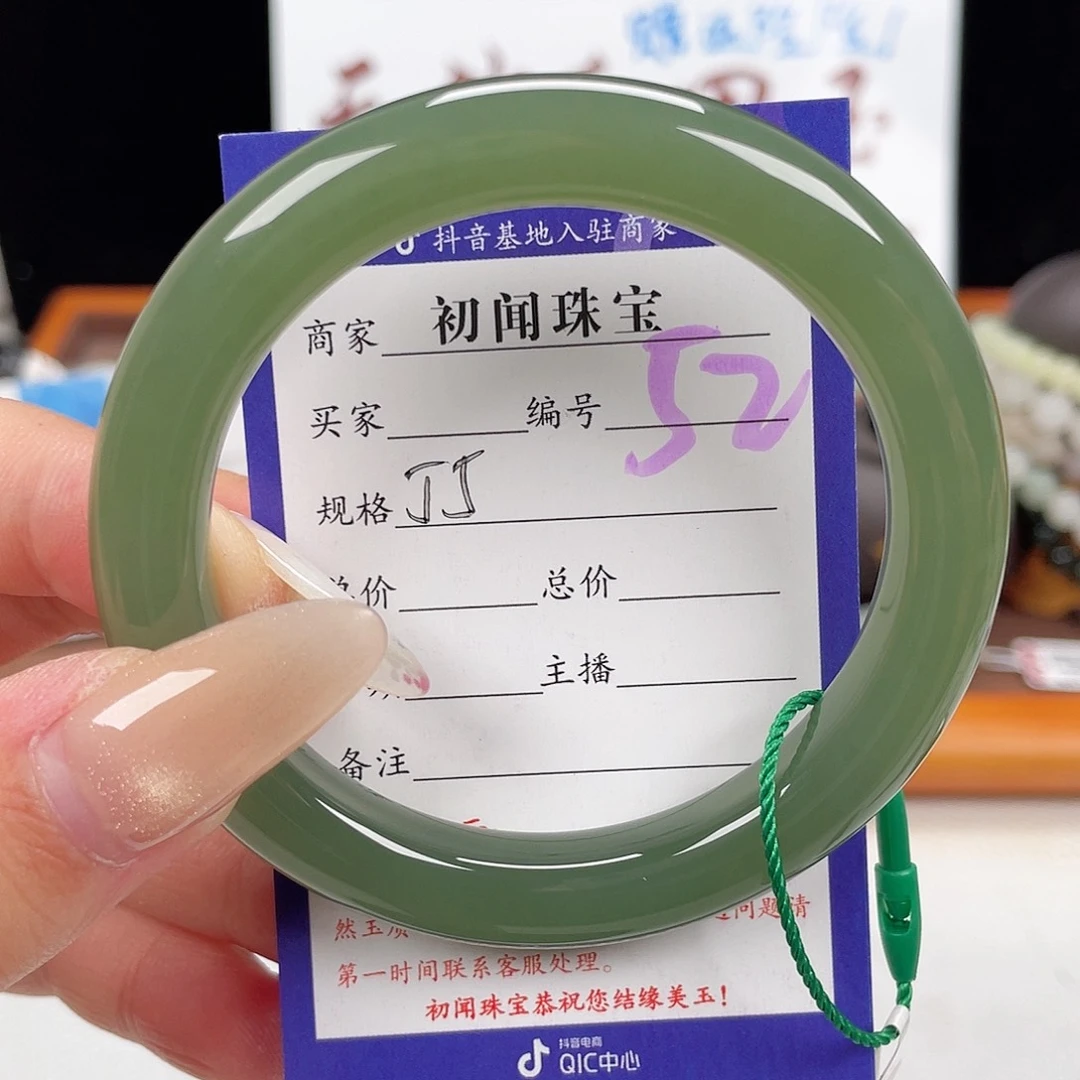 抖音基地入驻商家
商家 初闻珠宝
买家 编号 52
规格
价 总价
主播
备注
然玉质 问题请
第一时间联系客服处理。
初闻珠宝恭祝您结缘美玉!
抖音电商
QIC中心